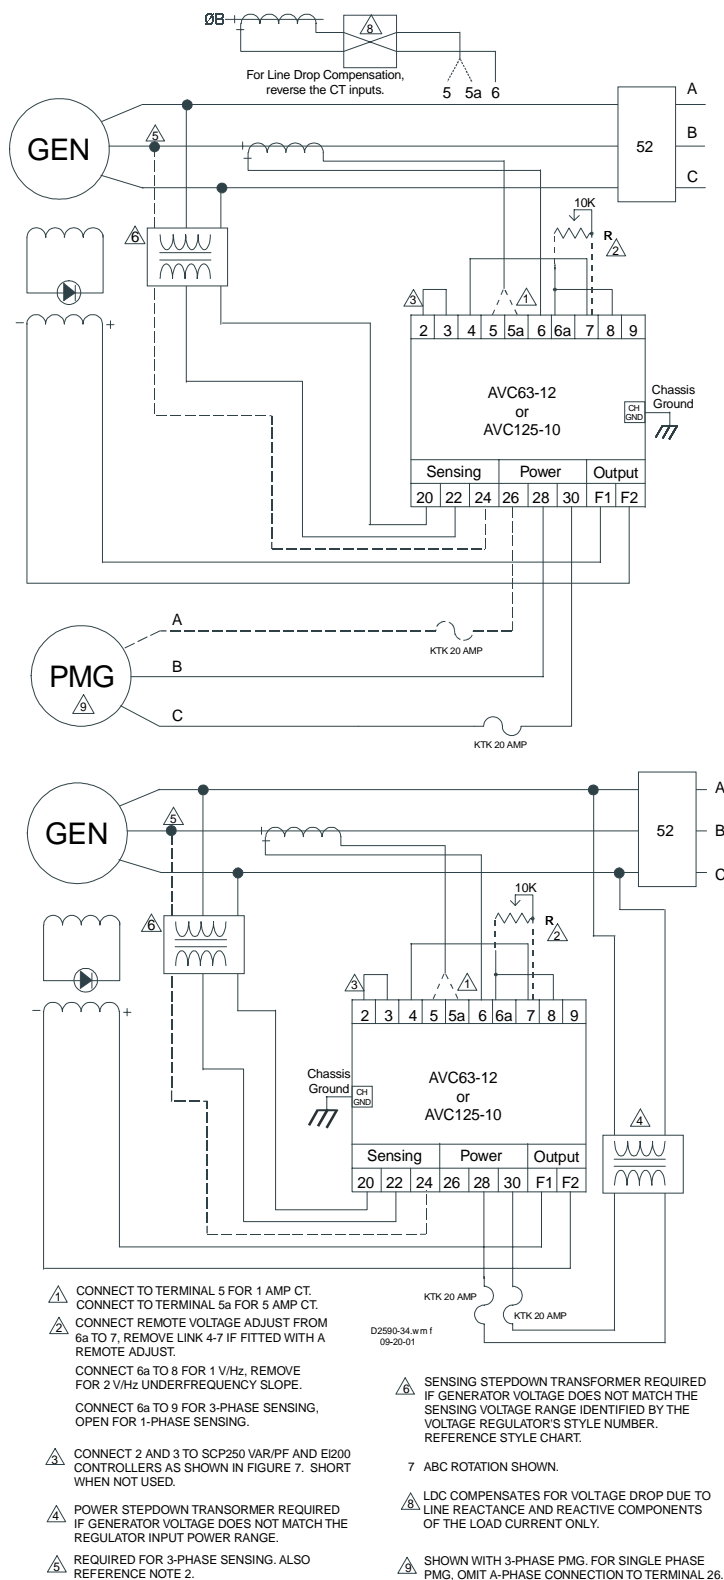 ØB
8
For Line Drop Compensation,
reverse the CT inputs.
5 5a 6
A
GEN
5
B
52
C
6
10K
R
2
3
1
2 3 4 5 5a 6 6a 7 8 9
AVC63-12
or
AVC125-10
CH
GND
Chassis
Ground
Sensing Power Output
20 22 24 26 28 30 F1 F2
- +
A
KTK 20 AMP
PMG
9
B
C
KTK 20 AMP
A
GEN
5
B
52
C
6
10K
R
2
3
1
2 3 4 5 5a 6 6a 7 8 9
- +
Chassis
Ground
CH
GND
AVC63-12
or
AVC125-10
4
Sensing Power Output
20 22 24 26 28 30 F1 F2
KTK 20 AMP
KTK 20 AMP
D2590-34.wmf
09-20-01
1 CONNECT TO TERMINAL 5 FOR 1 AMP CT.
CONNECT TO TERMINAL 5a FOR 5 AMP CT.
2 CONNECT REMOTE VOLTAGE ADJUST FROM
6a TO 7, REMOVE LINK 4-7 IF FITTED WITH A
REMOTE ADJUST.
CONNECT 6a TO 8 FOR 1 V/Hz, REMOVE
FOR 2 V/Hz UNDERFREQUENCY SLOPE.
CONNECT 6a TO 9 FOR 3-PHASE SENSING,
OPEN FOR 1-PHASE SENSING.
3 CONNECT 2 AND 3 TO SCP250 VAR/PF AND EI200
CONTROLLERS AS SHOWN IN FIGURE 7. SHORT
WHEN NOT USED.
4 POWER STEPDOWN TRANSORMER REQUIRED
IF GENERATOR VOLTAGE DOES NOT MATCH THE
REGULATOR INPUT POWER RANGE.
5 REQUIRED FOR 3-PHASE SENSING. ALSO
REFERENCE NOTE 2.
6 SENSING STEPDOWN TRANSFORMER REQUIRED
IF GENERATOR VOLTAGE DOES NOT MATCH THE
SENSING VOLTAGE RANGE IDENTIFIED BY THE
VOLTAGE REGULATOR'S STYLE NUMBER.
REFERENCE STYLE CHART.
7 ABC ROTATION SHOWN.
8 LDC COMPENSATES FOR VOLTAGE DROP DUE TO
LINE REACTANCE AND REACTIVE COMPONENTS
OF THE LOAD CURRENT ONLY.
9 SHOWN WITH 3-PHASE PMG. FOR SINGLE PHASE
PMG, OMIT A-PHASE CONNECTION TO TERMINAL 26.